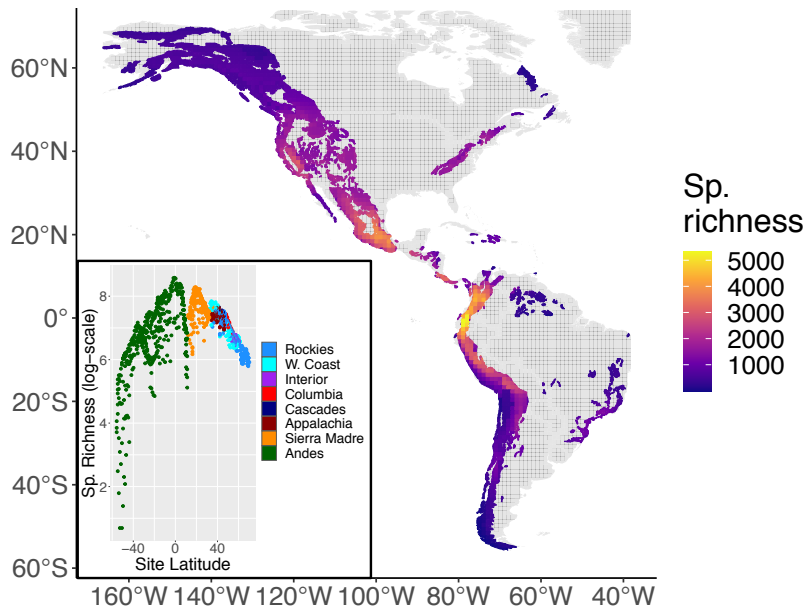 60°N
40°N
20°N
0°
20°S
40°S
60°S
160°W 140°W 120°W 100°W 80°W 60°W 40°W
Sp.
richness
5000
4000
3000
2000
1000
Sp. Richness (log−scale)
8
6
4
2
−40 0 40
Site Latitude
Rockies
W. Coast
Interior
Columbia
Cascades
Appalachia
Sierra Madre
Andes